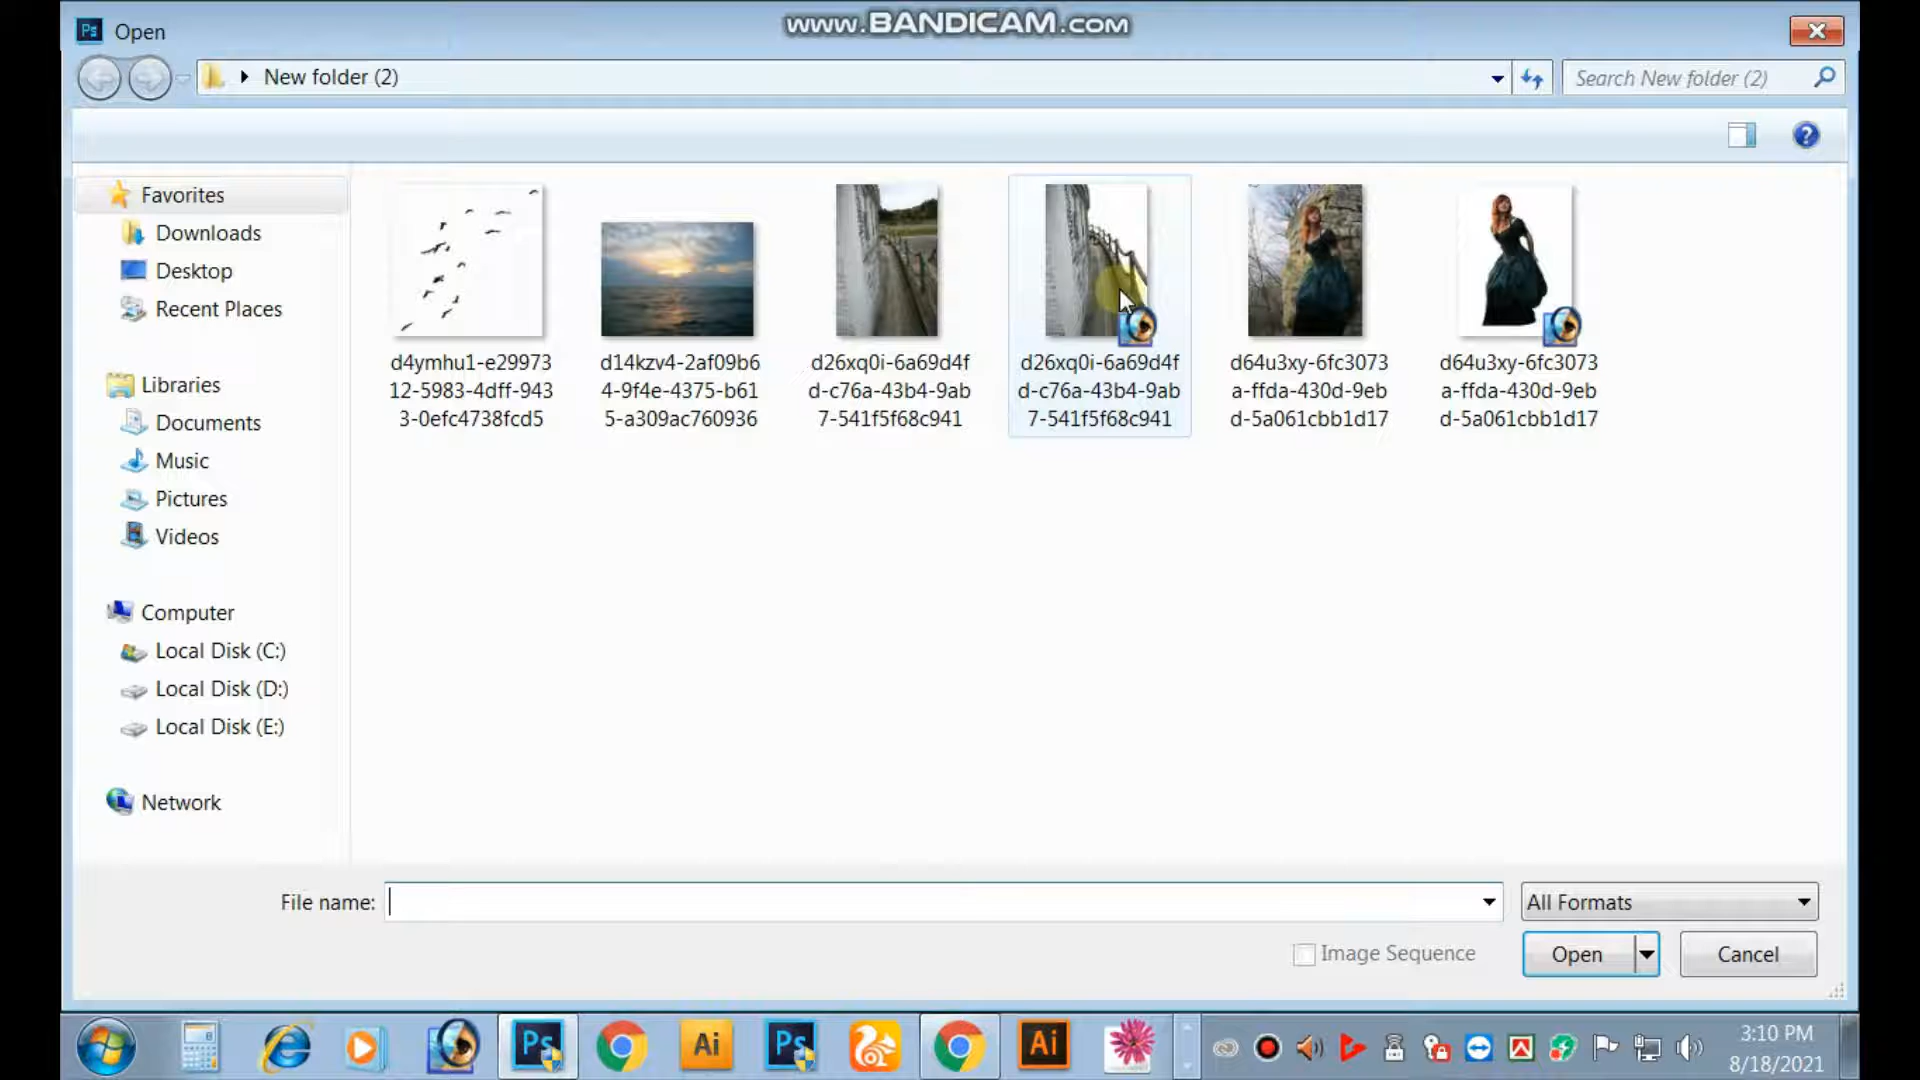 www.BANDICAM.com
Ps Open
New folder (2)
Search New folder (2)
Favorites
Downloads
Desktop
Recent Places
Libraries
Documents
Music
Pictures
Videos
Computer
Local Disk (C:)
Local Disk (D:)
Local Disk (E:)
Network
d4ymhu1-e29973
12-5983-4dff-943
3-0efc4738fcd5
d14kzv4-2af09b6
4-9f4e-4375-b61
5-a309ac760936
d26xq0i-6a69d4f
d-c76a-43b4-9ab
7-541f5f68c941
d26xq0i-6a69d4f
d-c76a-43b4-9ab
7-541f5f68c941
d64u3xy-6fc3073
a-ffda-430d-9eb
d-5a061cbb1d17
d64u3xy-6fc3073
a-ffda-430d-9eb
d-5a061cbb1d17
File name:
All Formats
Image Sequence
Open
Cancel
Ps
Ai
Ps
Ai
3:10 PM
8/18/2021